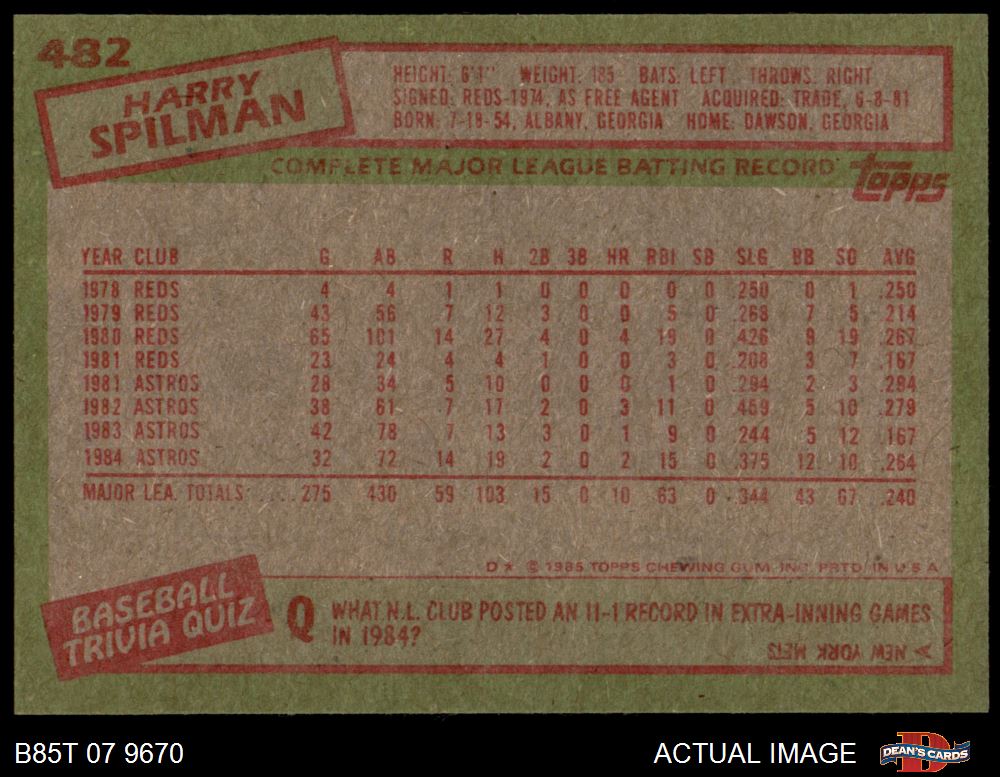 482
HARRY
SPILMAN
HEIGHT: 6'1" WEIGHT: 185 BATS: LEFT THROWS: RIGHT
SIGNED: REDS-1974, AS FREE AGENT ACQUIRED: TRADE, 6-8-81
BORN: 7-18-54, ALBANY, GEORGIA HOME: DAWSON, GEORGIA
COMPLETE MAJOR LEAGUE BATTING RECORD
topps
YEAR CLUB G AB R H 2B 3B HR RBI SB SLG BB SO AVG
1978 REDS 4 4 1 1 0 0 0 0 0 .250 0 1 .250
1979 REDS 43 56 7 12 3 0 0 5 0 .268 7 5 .214
1980 REDS 65 101 14 27 4 0 4 19 0 .426 9 19 .267
1981 REDS 23 24 4 4 1 0 0 3 0 .208 3 7 .167
1981 ASTROS 28 34 5 10 0 0 0 1 0 .294 2 3 .294
1982 ASTROS 38 61 7 17 2 0 3 11 0 .459 5 10 .279
1983 ASTROS 42 78 7 13 3 0 1 9 0 .244 5 12 .167
1984 ASTROS 32 72 14 19 2 0 2 15 0 .375 12 10 .264
MAJOR LEA. TOTALS 275 430 59 103 15 0 10 63 0 .344 43 67 .240
D* © 1985 TOPPS CHEWING GUM, INC. PRTD. IN U.S.A.
BASEBALL
TRIVIA QUIZ
Q WHAT N.L. CLUB POSTED AN 11-1 RECORD IN EXTRA-INNING GAMES
IN 1984?
A NEW YORK METS
B85T 07 9670
ACTUAL IMAGE
D
DEAN'S CARDS